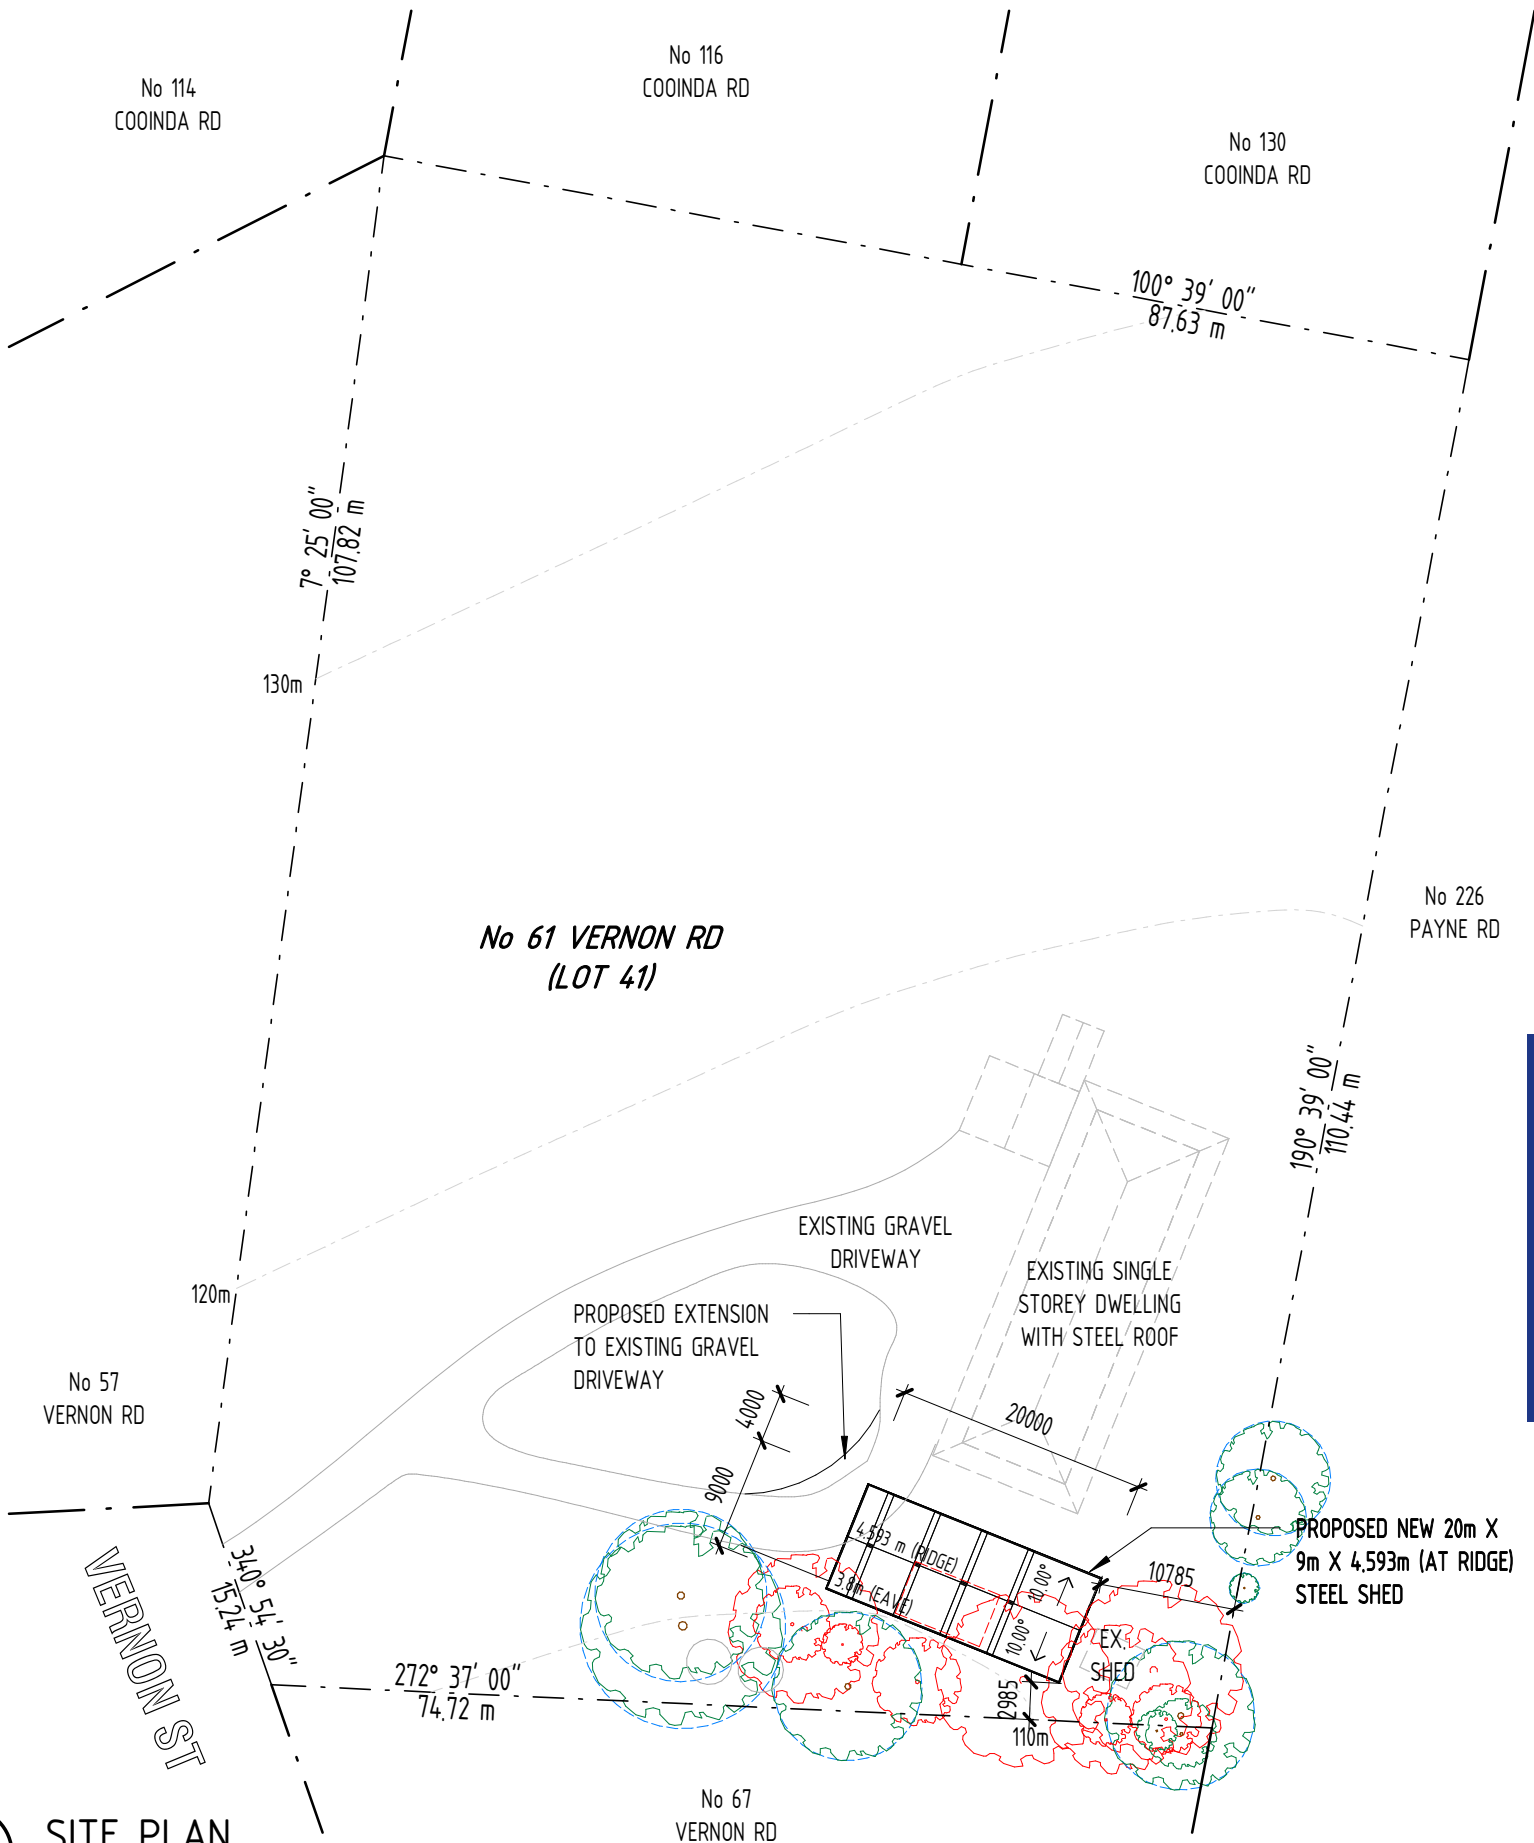 No 116
COOINDA RD
No 114
COOINDA RD
No 130
COOINDA RD
100° 39' 00"
87.63 m
7° 25' 00"
107.82 m
130m
No 226
PAYNE RD
No 61 VERNON RD
(LOT 41)
190° 39' 00"
110.44 m
EXISTING GRAVEL
DRIVEWAY
EXISTING SINGLE
STOREY DWELLING
WITH STEEL ROOF
120m
PROPOSED EXTENSION
TO EXISTING GRAVEL
DRIVEWAY
No 57
VERNON RD
4000
9000
20000
4.593 m (RIDGE)
3.8m (EAVE)
10.00°
10.00°
PROPOSED NEW 20m X
9m X 4.593m (AT RIDGE)
STEEL SHED
10785
EX.
SHED
340° 54' 30"
15.24 m
VERNON ST
272° 37' 00"
74.72 m
2985
110m
No 67
VERNON RD
SITE PLAN